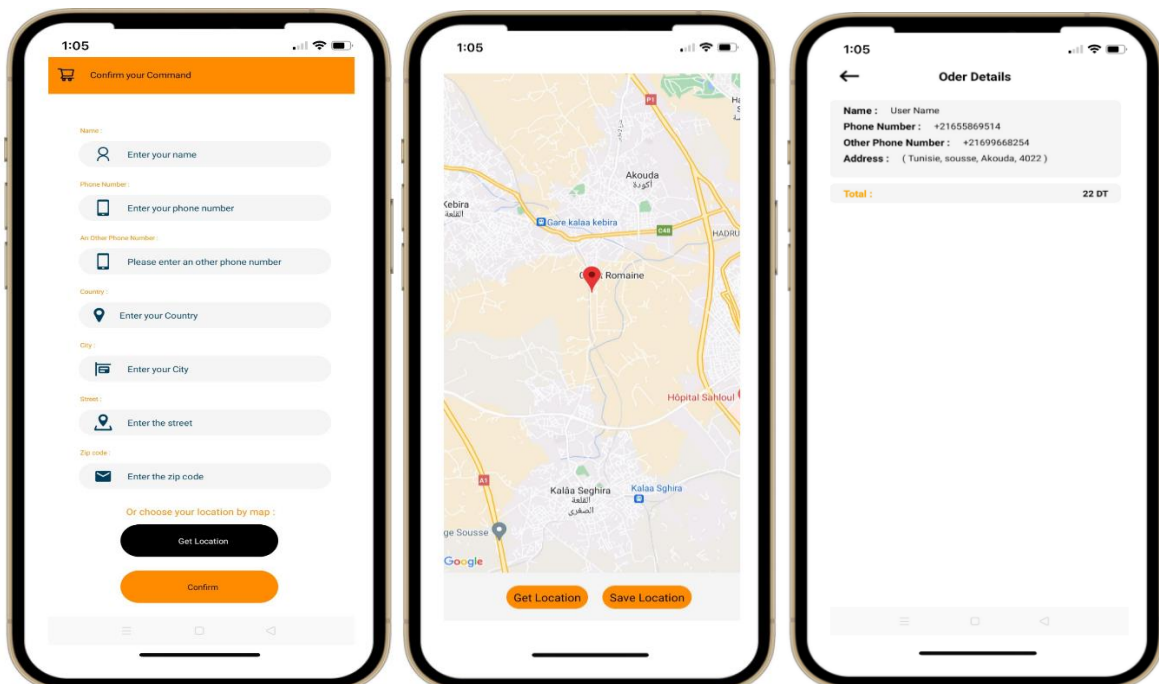 1:05
Confirm your Command
Name :
Enter your name
Phone Number :
Enter your phone number
An Other Phone Number :
Please enter an other phone number
Country :
Enter your Country
City :
Enter your City
Street :
Enter the street
Zip code :
Enter the zip code
Or choose your location by map :
Get Location
Confirm
1:05
P1
Akouda
أكودة
Kebira
القلعة
Gare kalaa kebira
C48
HADRU
Romaine
Hôpital Sahloul
A1
Kalâa Seghira
القلعة
الصغرى
Kalaa Sghira
ge Sousse
Google
Get Location
Save Location
1:05
Oder Details
Name : User Name
Phone Number : +21655869514
Other Phone Number : +21699668254
Address : ( Tunisie, sousse, Akouda, 4022 )
Total : 22 DT